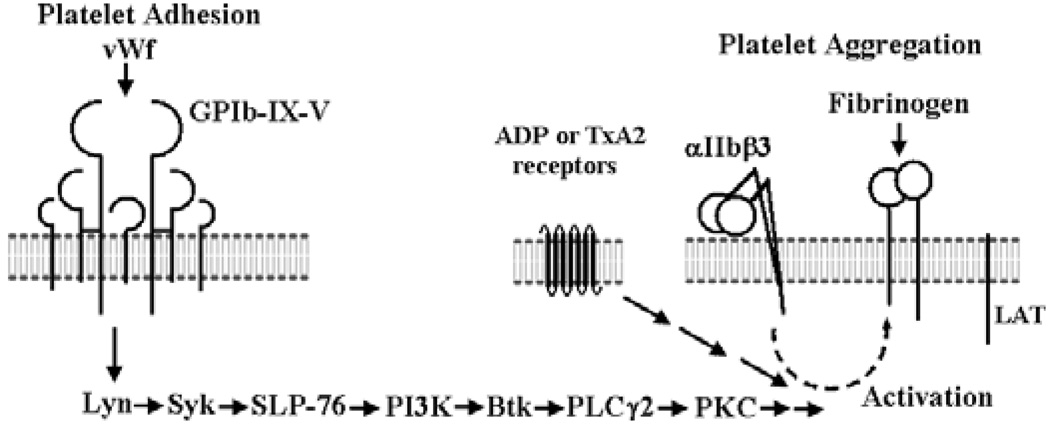 Platelet Adhesion
vWf
GPIb-IX-V
ADP or TxA2
receptors
Platelet Aggregation
Fibrinogen
αIIbβ3
LAT
Lyn→Syk→SLP-76→PI3K→Btk→PLCγ2→PKC→→
Activation